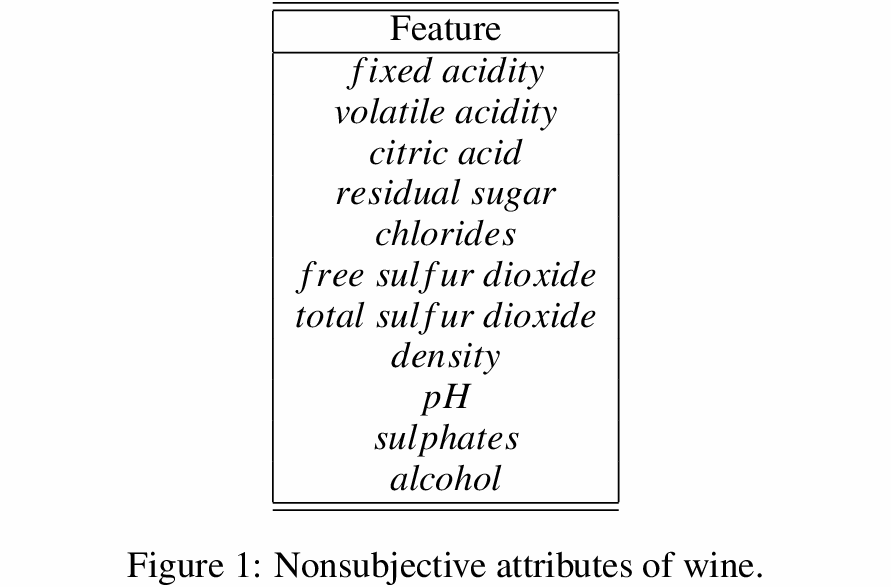 Feature
fixed acidity
volatile acidity
citric acid
residual sugar
chlorides
free sulfur dioxide
total sulfur dioxide
density
pH
sulphates
alcohol
Figure 1: Nonsubjective attributes of wine.